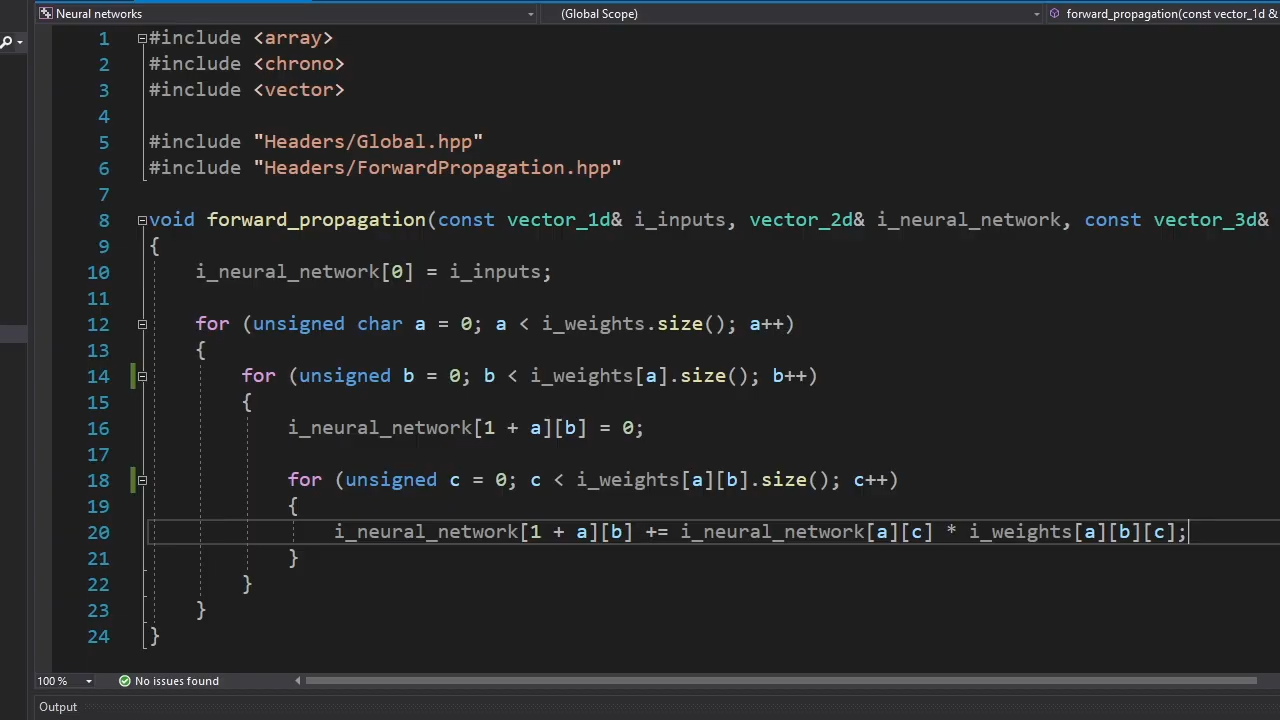 Neural networks (Global Scope) forward_propagation(const vector_1d &
1 #include <array>
2 #include <chrono>
3 #include <vector>
4
5 #include "Headers/Global.hpp"
6 #include "Headers/ForwardPropagation.hpp"
7
8 void forward_propagation(const vector_1d& i_inputs, vector_2d& i_neural_network, const vector_3d&
9 {
10 i_neural_network[0] = i_inputs;
11
12 for (unsigned char a = 0; a < i_weights.size(); a++)
13 {
14 for (unsigned b = 0; b < i_weights[a].size(); b++)
15 {
16 i_neural_network[1 + a][b] = 0;
17
18 for (unsigned c = 0; c < i_weights[a][b].size(); c++)
19 {
20 i_neural_network[1 + a][b] += i_neural_network[a][c] * i_weights[a][b][c];
21 }
22 }
23 }
24 }
100 % No issues found
Output